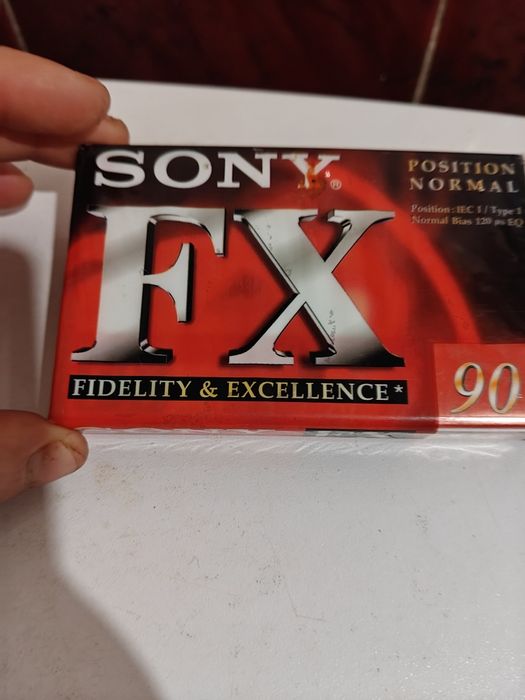 SONY®
POSITION
NORMAL
Position: IEC I / Type I
Normal Bias 120 µs EQ
FX
FIDELITY & EXCELLENCE*
90